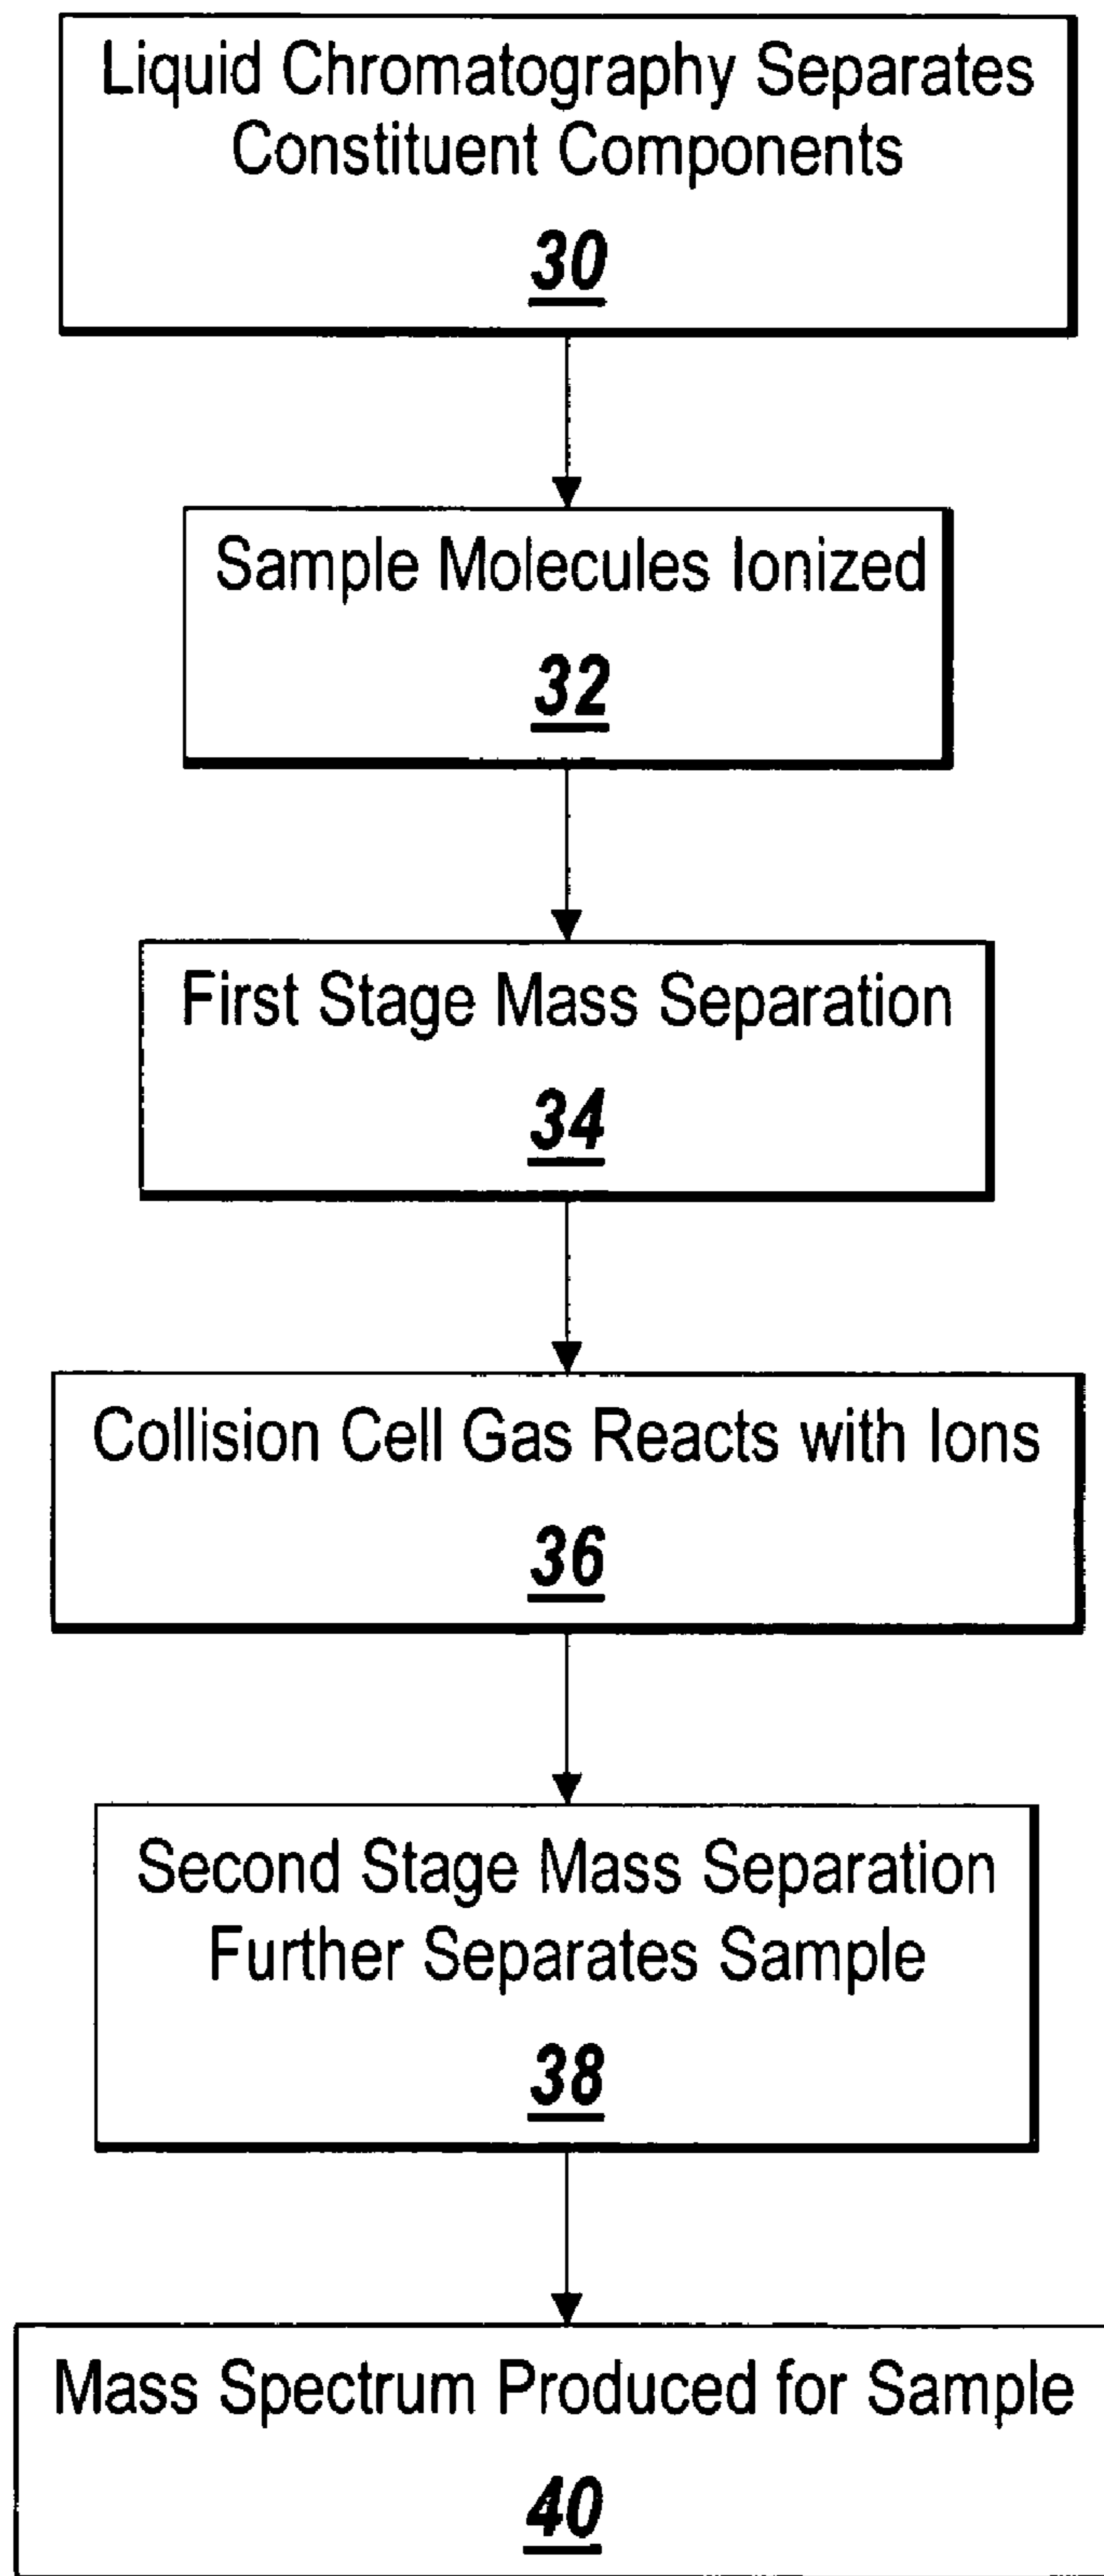 Liquid Chromatography Separates
Constituent Components
30
Sample Molecules Ionized
32
First Stage Mass Separation
34
Collision Cell Gas Reacts with Ions
36
Second Stage Mass Separation
Further Separates Sample
38
Mass Spectrum Produced for Sample
40